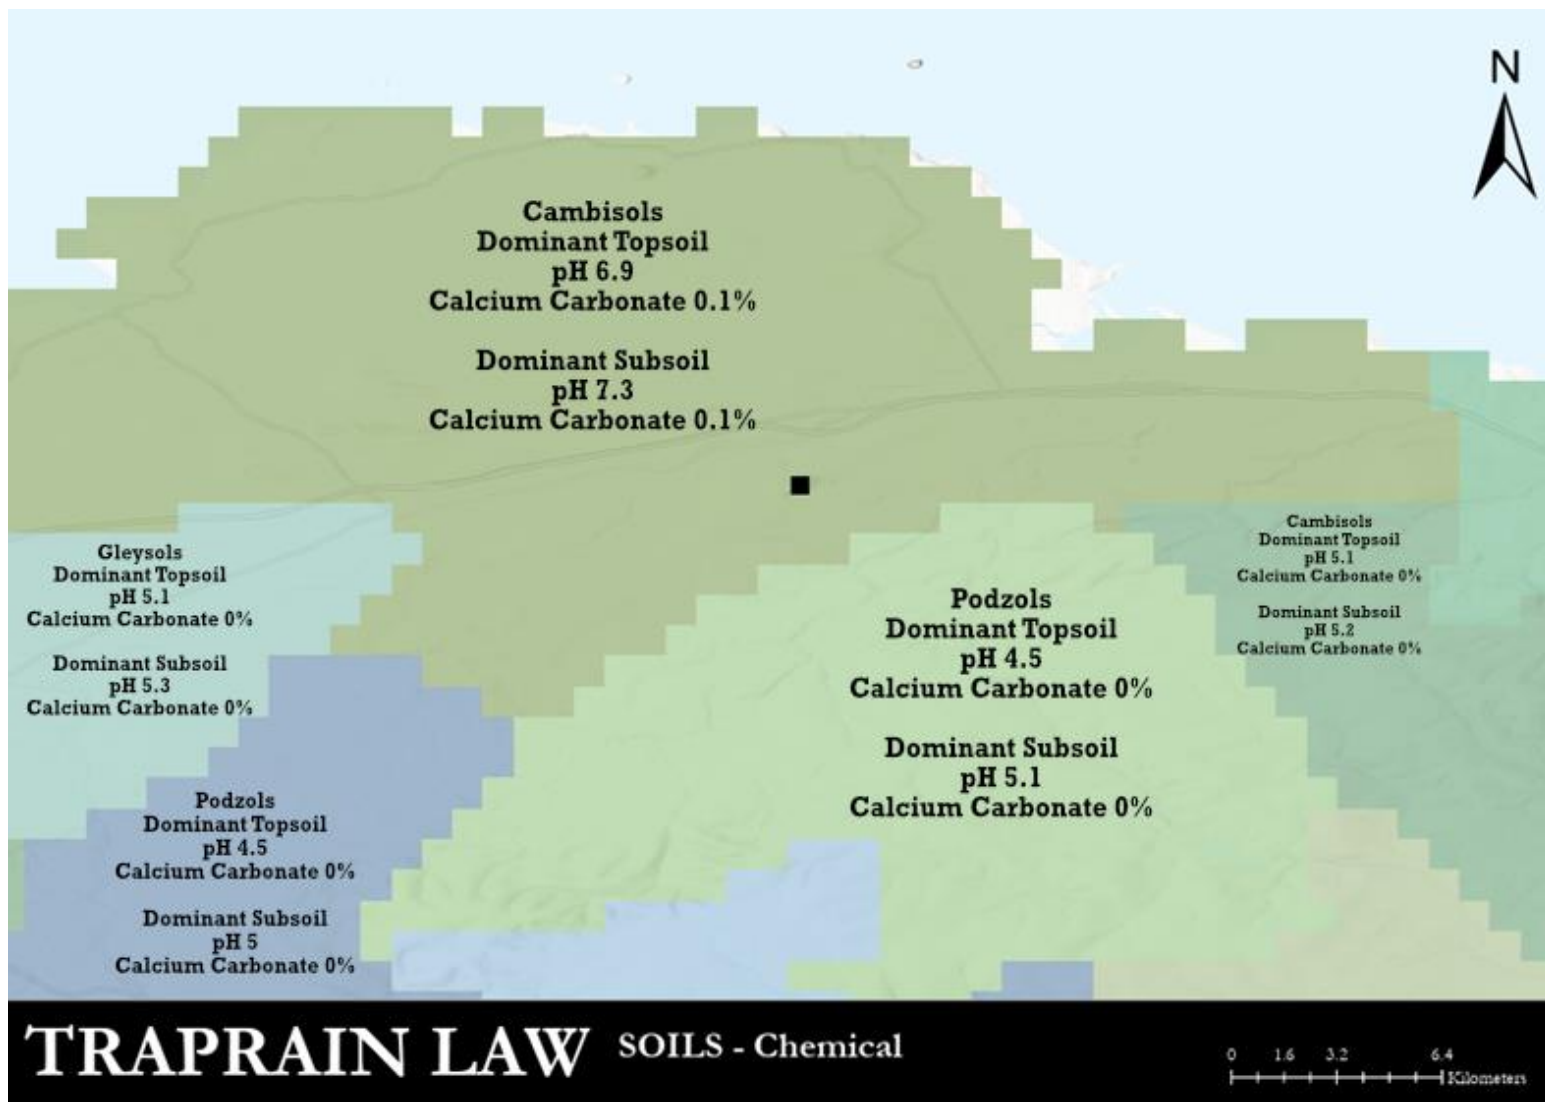 N
Cambisols
Dominant Topsoil
pH 6.9
Calcium Carbonate 0.1%
Dominant Subsoil
pH 7.3
Calcium Carbonate 0.1%
Gleysols
Dominant Topsoil
pH 5.1
Calcium Carbonate 0%
Dominant Subsoil
pH 5.3
Calcium Carbonate 0%
Cambisols
Dominant Topsoil
pH 5.1
Calcium Carbonate 0%
Dominant Subsoil
pH 5.2
Calcium Carbonate 0%
Podzols
Dominant Topsoil
pH 4.5
Calcium Carbonate 0%
Dominant Subsoil
pH 5.1
Calcium Carbonate 0%
Podzols
Dominant Topsoil
pH 4.5
Calcium Carbonate 0%
Dominant Subsoil
pH 5
Calcium Carbonate 0%
TRAPRAIN LAW SOILS - Chemical
0 1.6 3.2 6.4
Kilometers